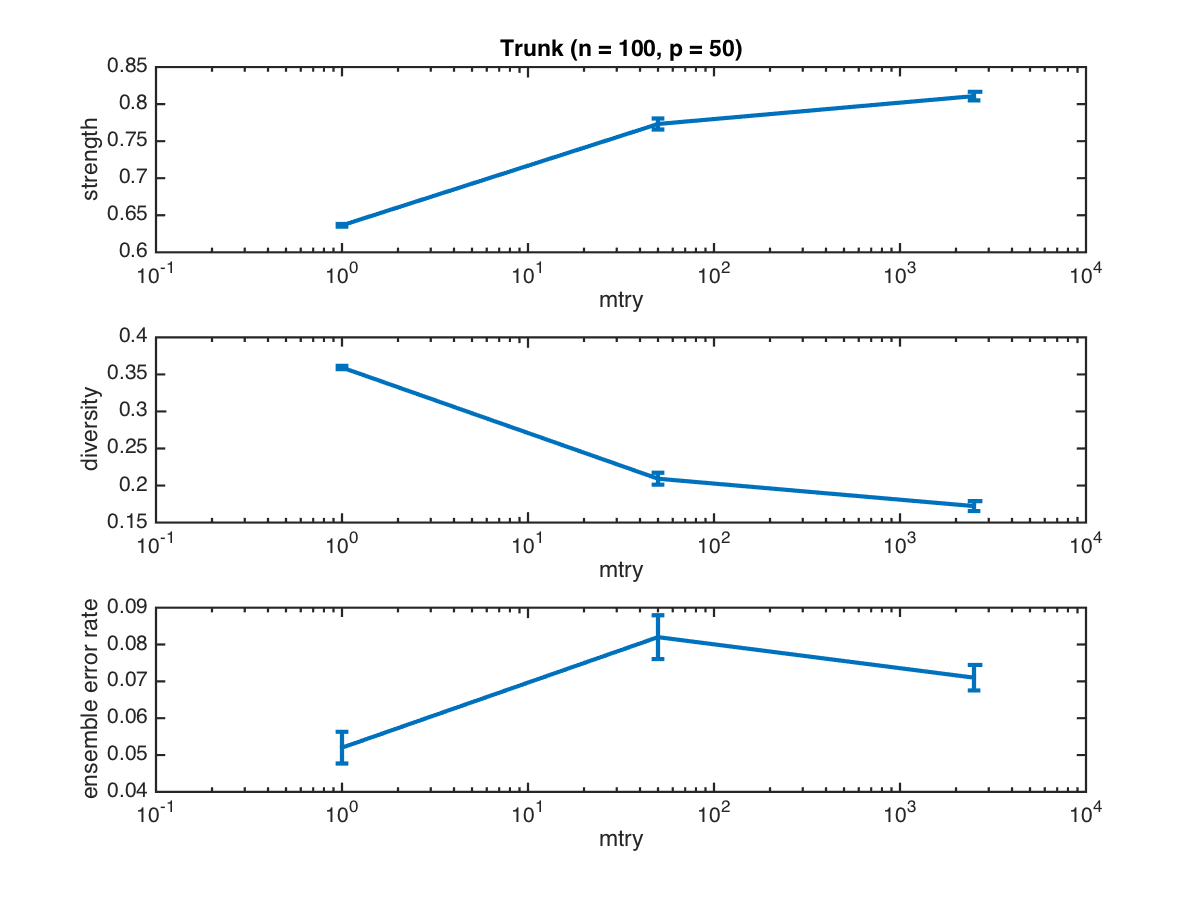 Trunk (n = 100, p = 50)
0.85
0.8
0.75
0.7
0.65
0.6
strength
10^-1 10^0 10^1 10^2 10^3 10^4
mtry
0.4
0.35
0.3
0.25
0.2
0.15
diversity
10^-1 10^0 10^1 10^2 10^3 10^4
mtry
0.09
0.08
0.07
0.06
0.05
0.04
ensemble error rate
10^-1 10^0 10^1 10^2 10^3 10^4
mtry